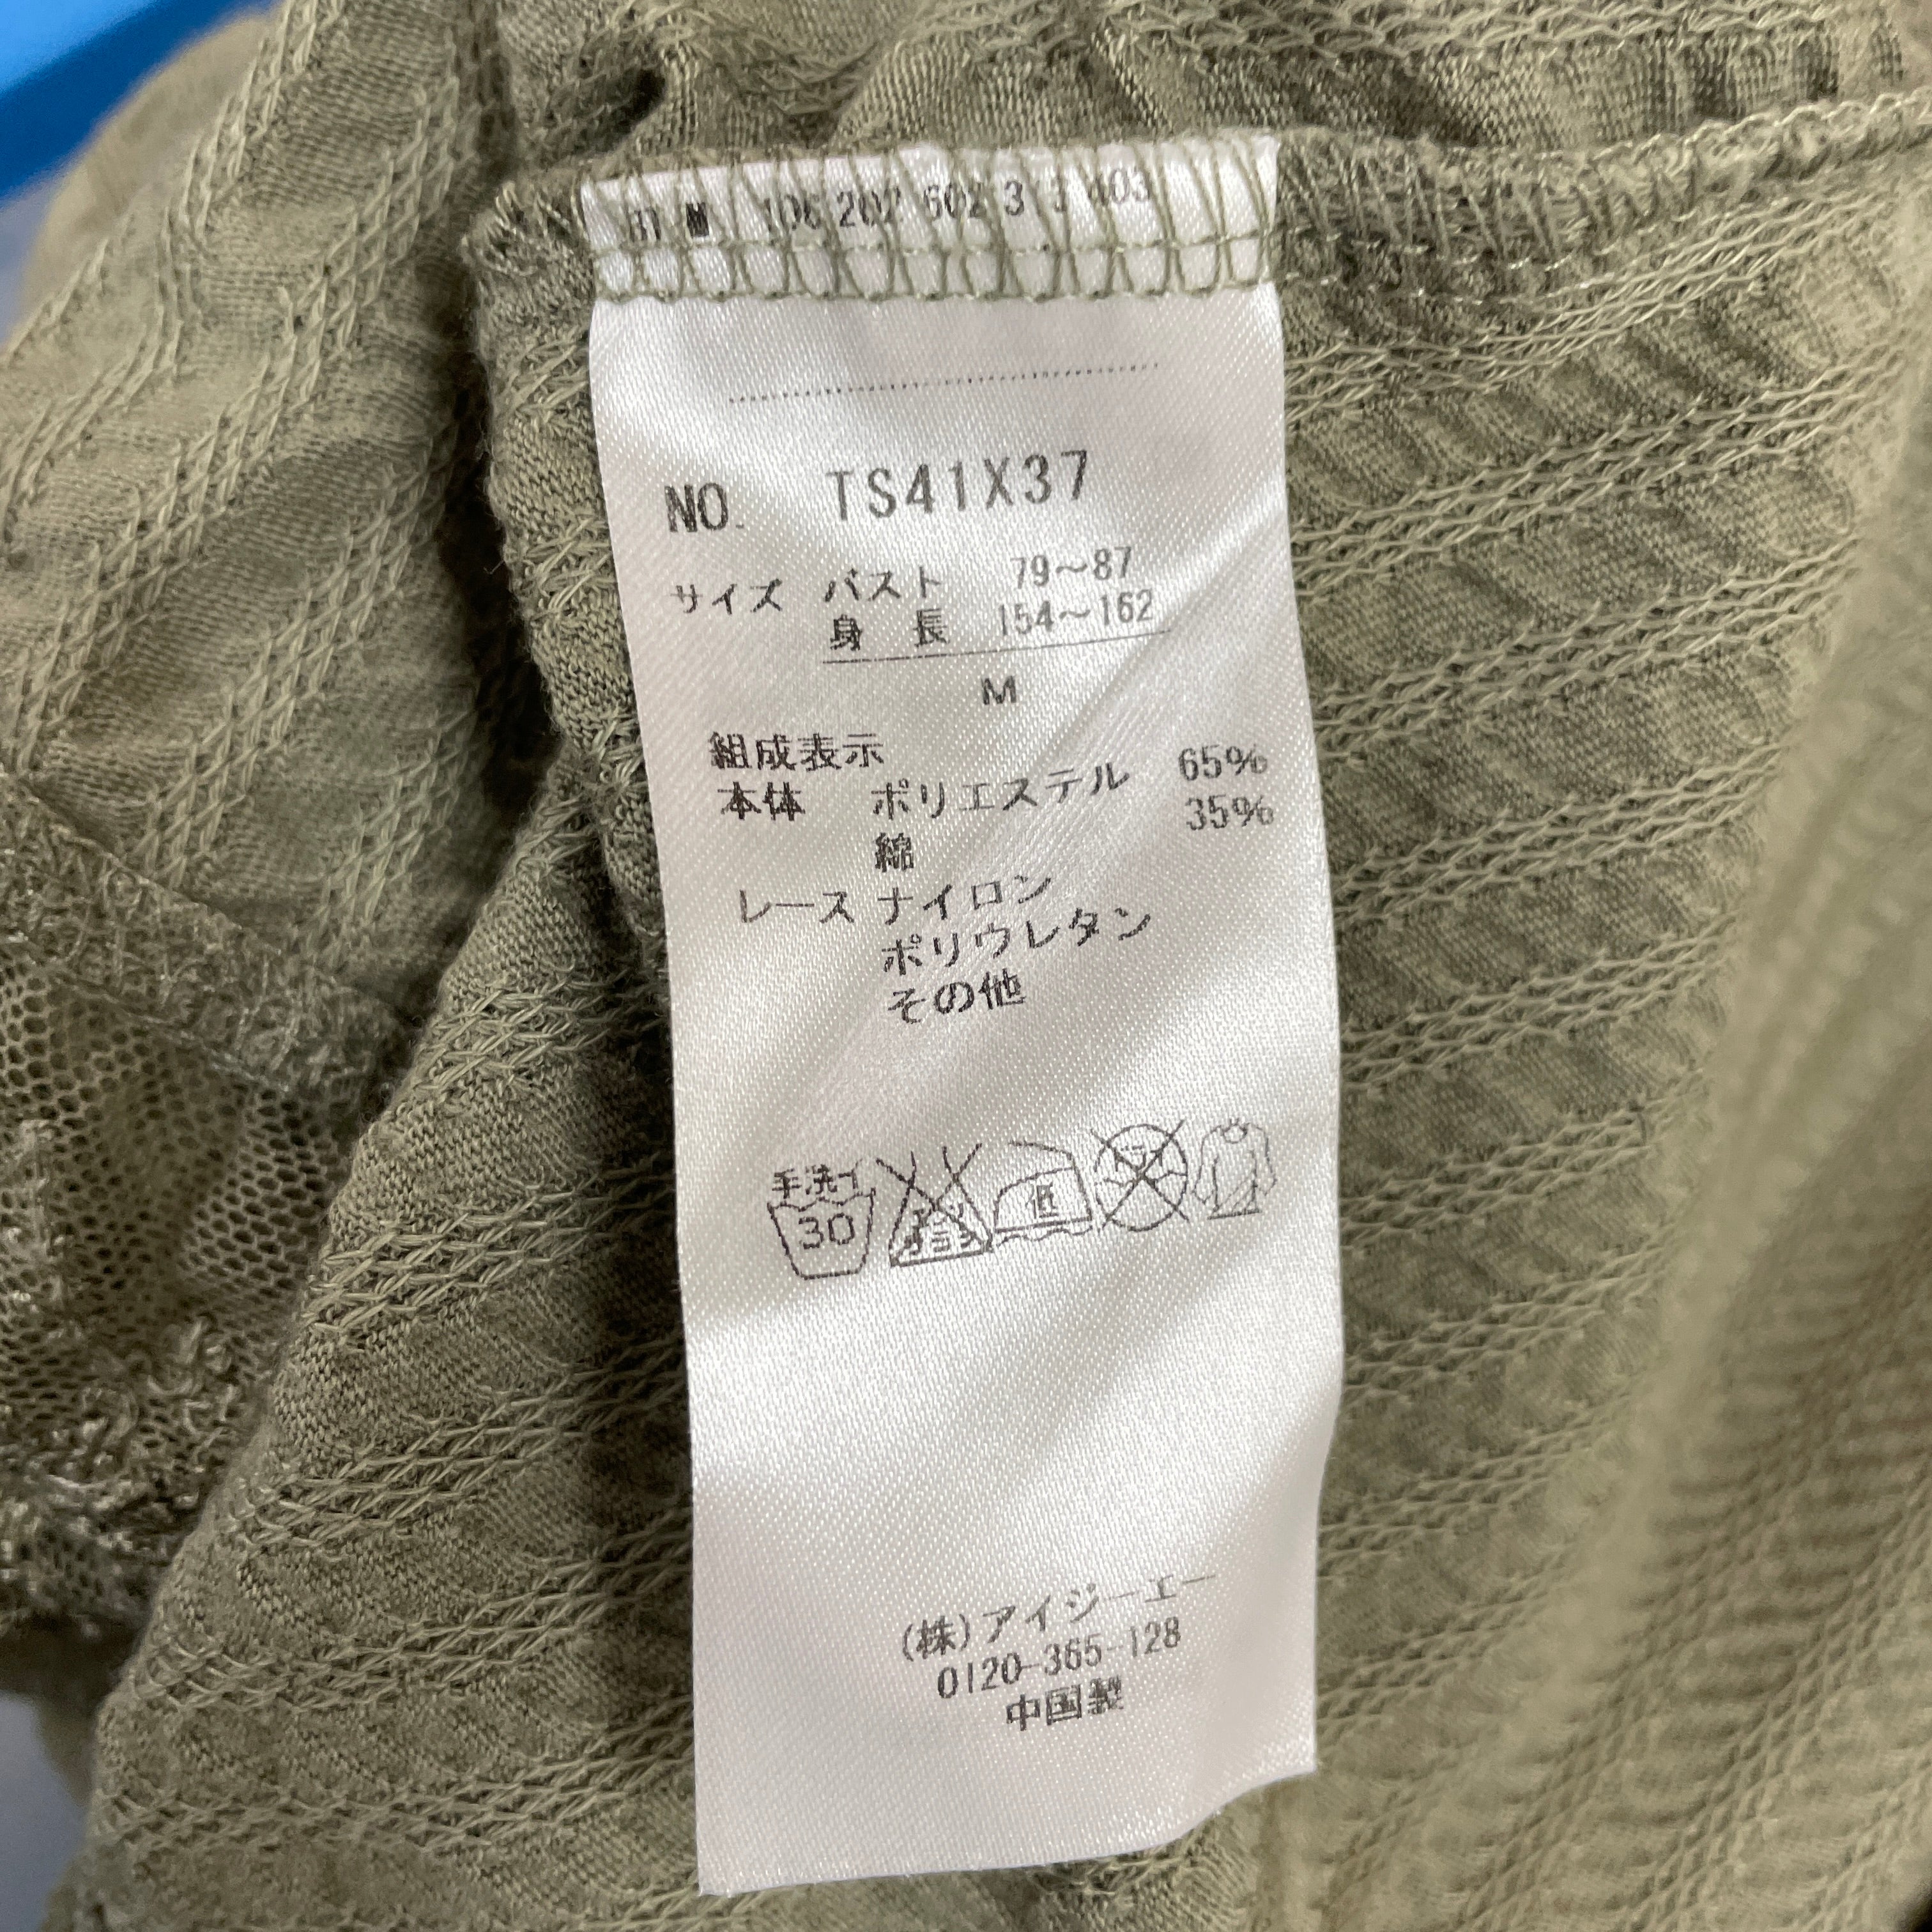 202 602
NO. TS41X37
サイズ バスト 79〜87
身 長 154〜162
M
組成表示
本体 ポリエステル 65%
綿 35%
レース ナイロン
ポリウレタン
その他
手洗イ
30
低
(株)アイジーエー
0120-365-128
中国製